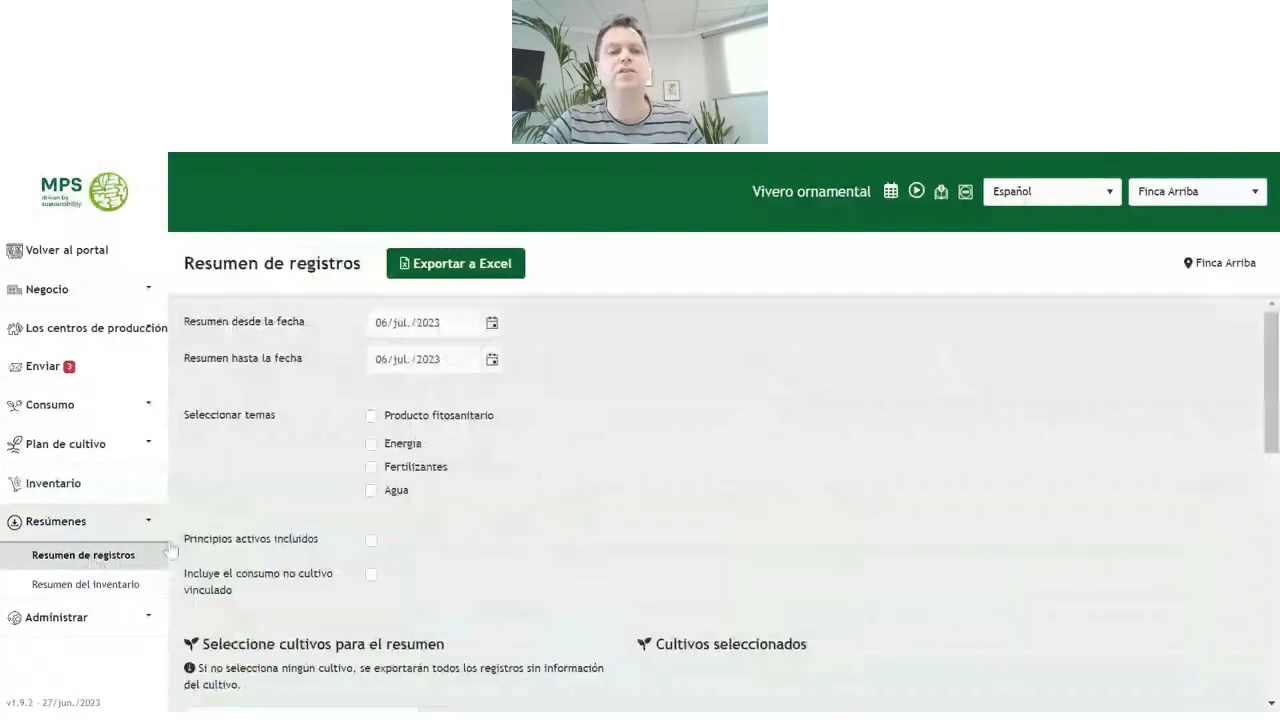 MPS
driven by
sustainability
Vivero ornamental
Español
Finca Arriba
Volver al portal
Resumen de registros
Exportar a Excel
Finca Arriba
Negocio
Los centros de producción
Enviar 3
Consumo
Plan de cultivo
Inventario
Resúmenes
Resumen de registros
Resumen del inventario
Administrar
v1.9.2 - 27/jun./2023
Resumen desde la fecha
06/jul./2023
Resumen hasta la fecha
06/jul./2023
Seleccionar temas
Producto fitosanitario
Energía
Fertilizantes
Agua
Principios activos incluidos
Incluye el consumo no cultivo
vinculado
Seleccione cultivos para el resumen
Si no selecciona ningún cultivo, se exportarán todos los registros sin información
del cultivo.
Cultivos seleccionados